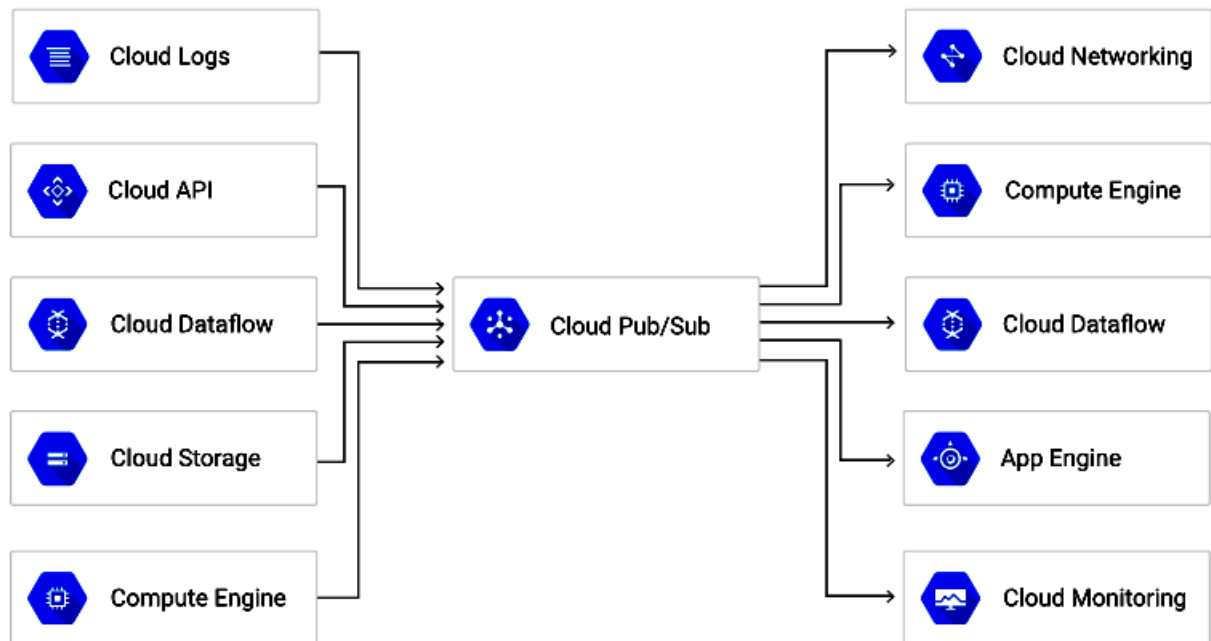 Cloud Logs
Cloud API
Cloud Dataflow
Cloud Storage
Compute Engine
Cloud Pub/Sub
Cloud Networking
Compute Engine
Cloud Dataflow
App Engine
Cloud Monitoring